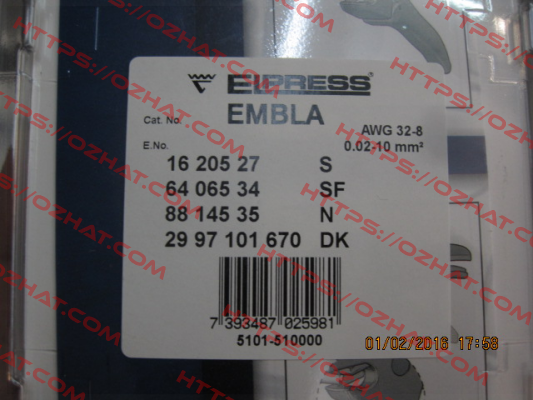 ELPRESS®
Cat. No. EMBLA
AWG 32-8
E.No. 0.02-10 mm²
16 205 27 S
64 065 34 SF
88 145 35 N
29 97 101 670 DK
7 393487 025981
5101-510000
01/02/2016 17:58
HTTPS://OZHAT.COM